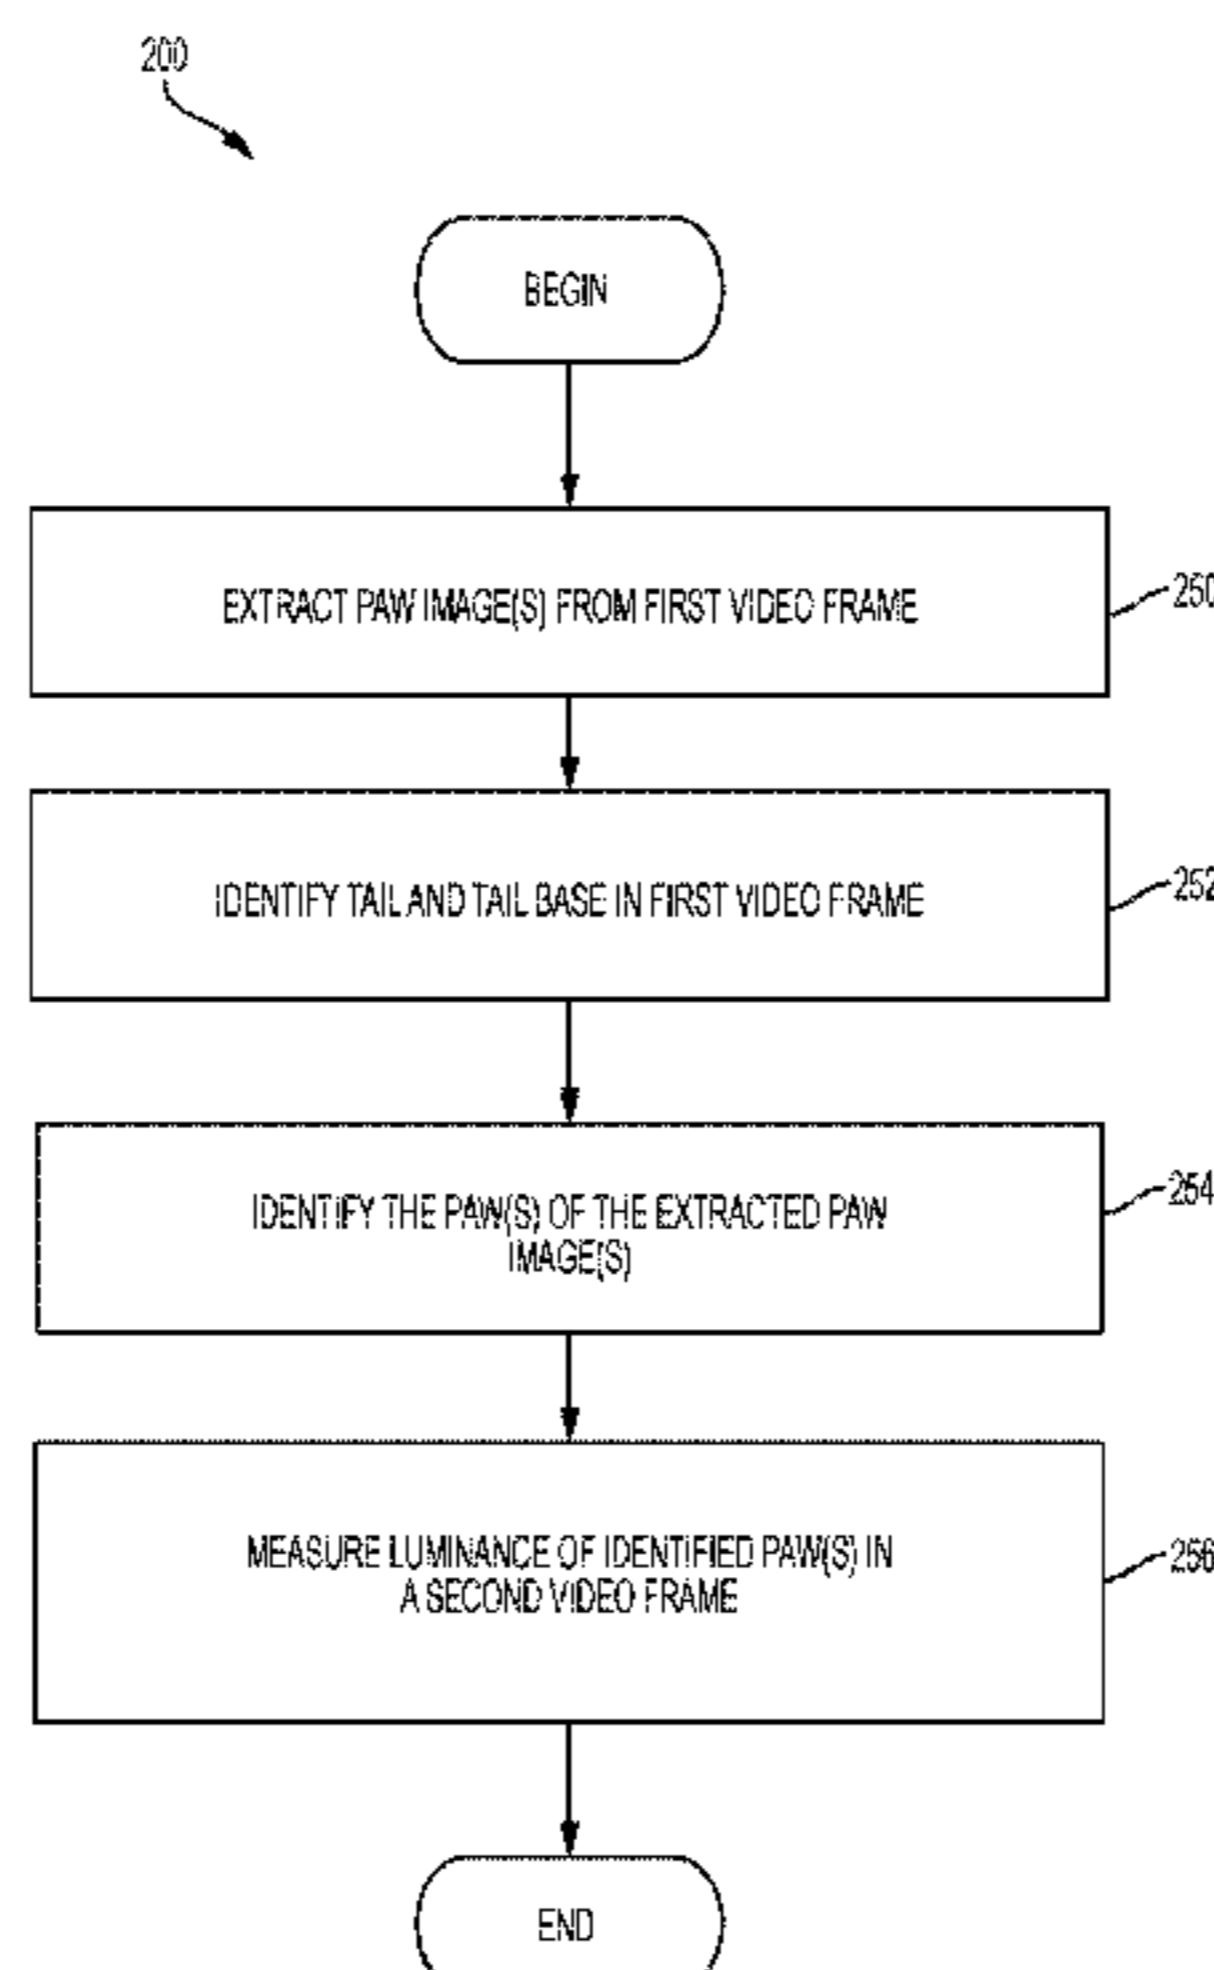 200
BEGIN
EXTRACT PAW IMAGE(S) FROM FIRST VIDEO FRAME
250
IDENTIFY TAIL AND TAIL BASE IN FIRST VIDEO FRAME
252
IDENTIFY THE PAW(S) OF THE EXTRACTED PAW
IMAGE(S)
254
MEASURE LUMINANCE OF IDENTIFIED PAW(S) IN
A SECOND VIDEO FRAME
256
END